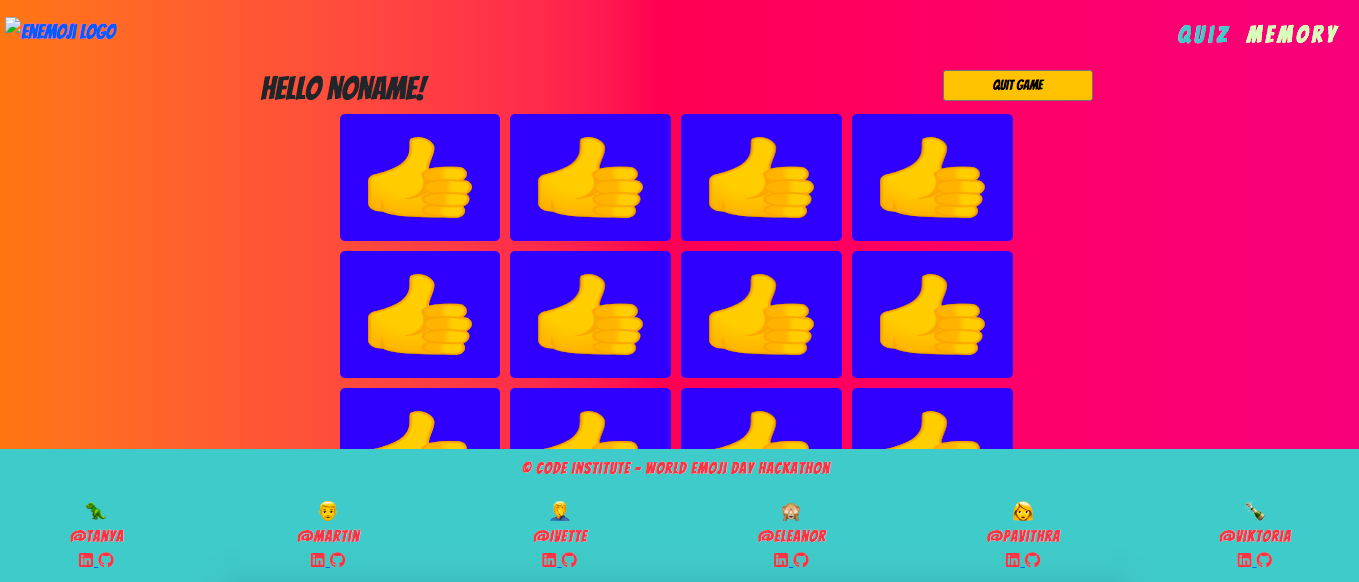 ENEMOJI LOGO
QUIZ MEMORY
HELLO NONAME!
QUIT GAME
© CODE INSTITUTE - WORLD EMOJI DAY HACKATHON
@TANYA @MARTIN @IVETTE @ELEANOR @PAVITHRA @VIKTORIA